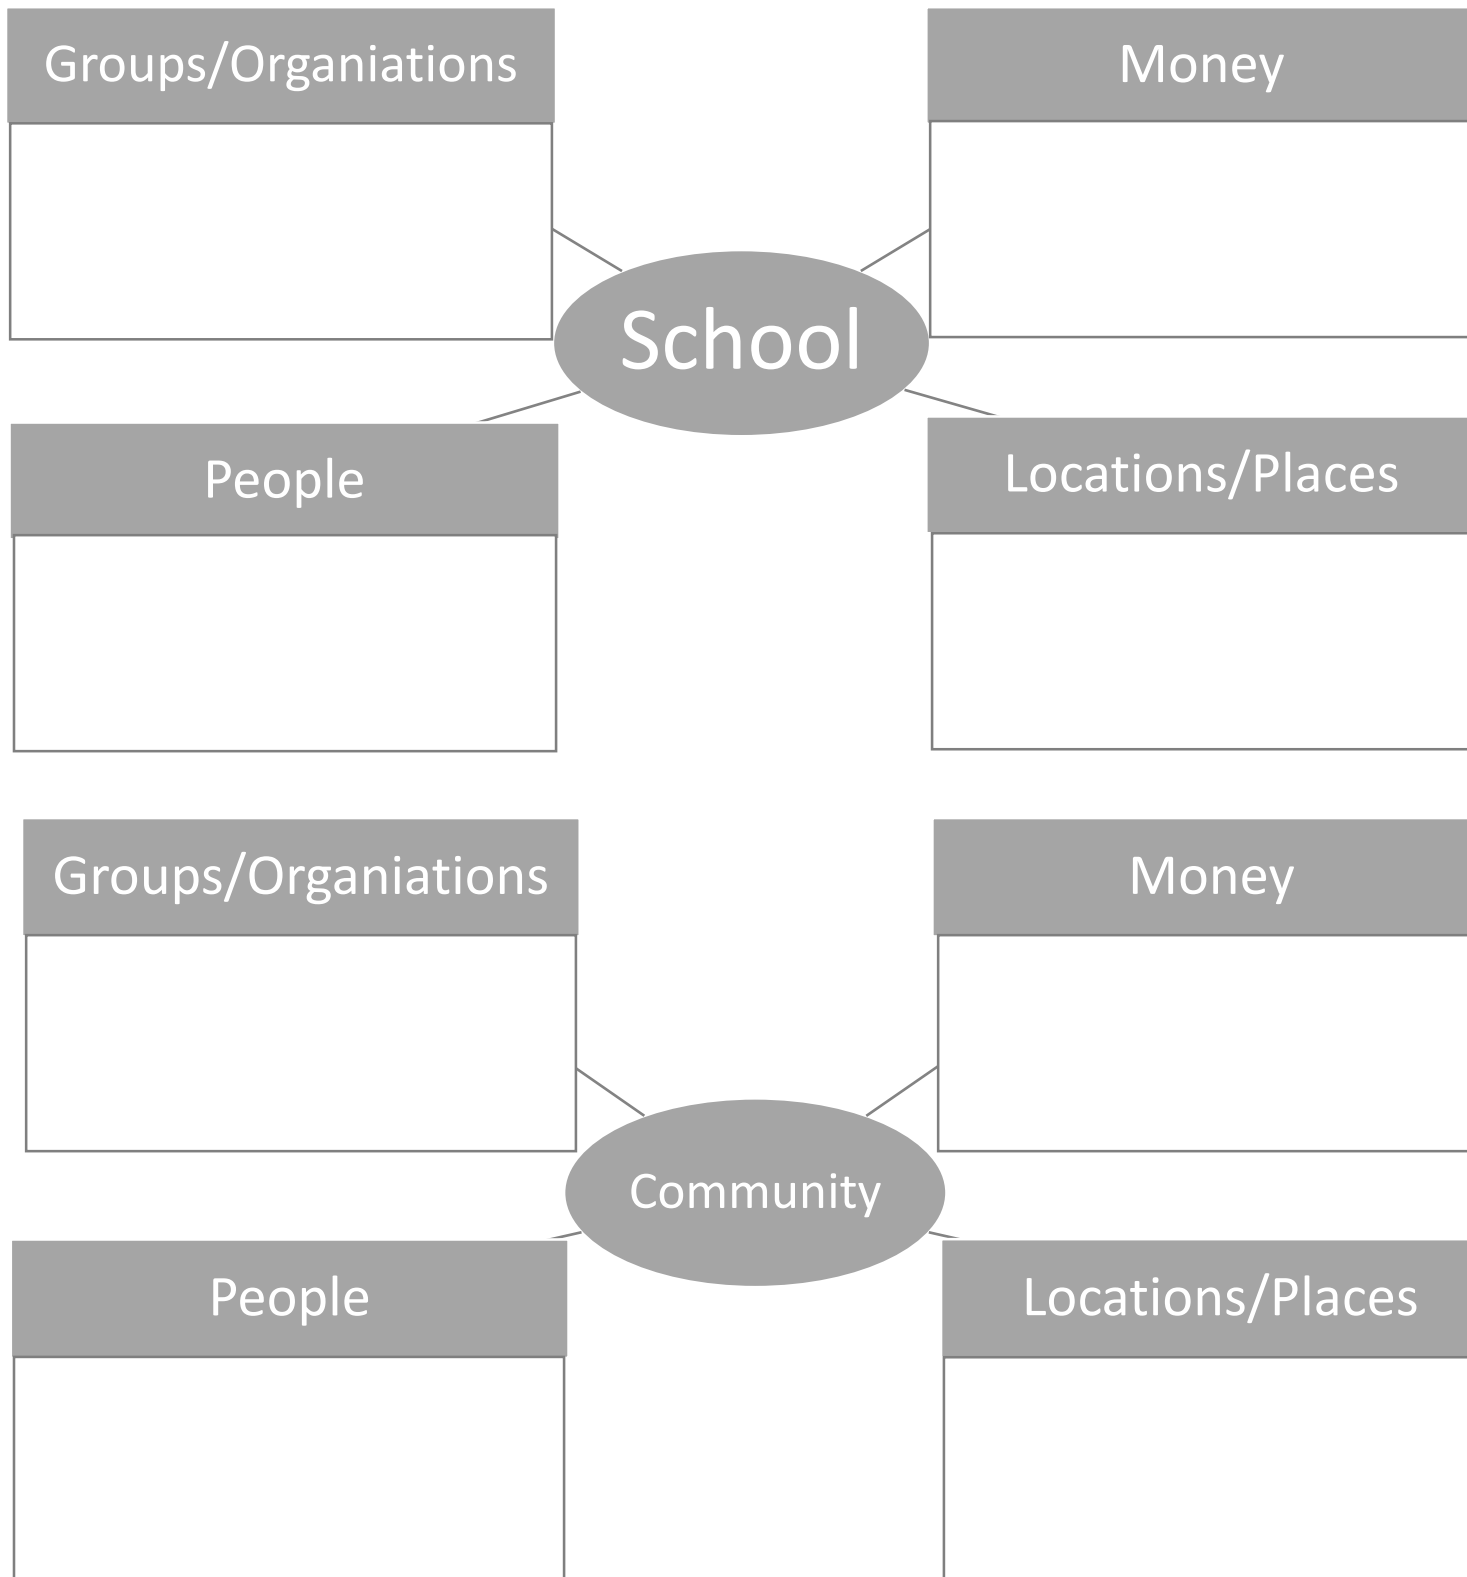 Groups/Organiations
Money
School
People
Locations/Places
Groups/Organiations
Money
Community
People
Locations/Places